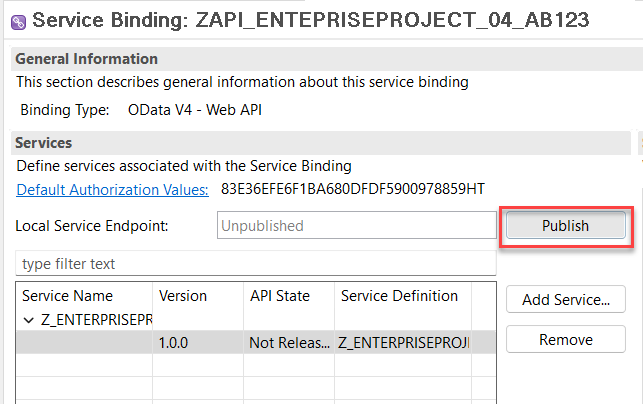 Service Binding: ZAPI_ENTEPRISEPROJECT_04_AB123
General Information
This section describes general information about this service binding
Binding Type: OData V4 - Web API
Services
Define services associated with the Service Binding
Default Authorization Values: 83E36EFE6F1BA680DFDF5900978859HT
Local Service Endpoint: Unpublished Publish
type filter text
Service Name Version API State Service Definition Add Service...
Z_ENTERPRISEPR
1.0.0 Not Releas... Z_ENTERPRISEPROJ Remove